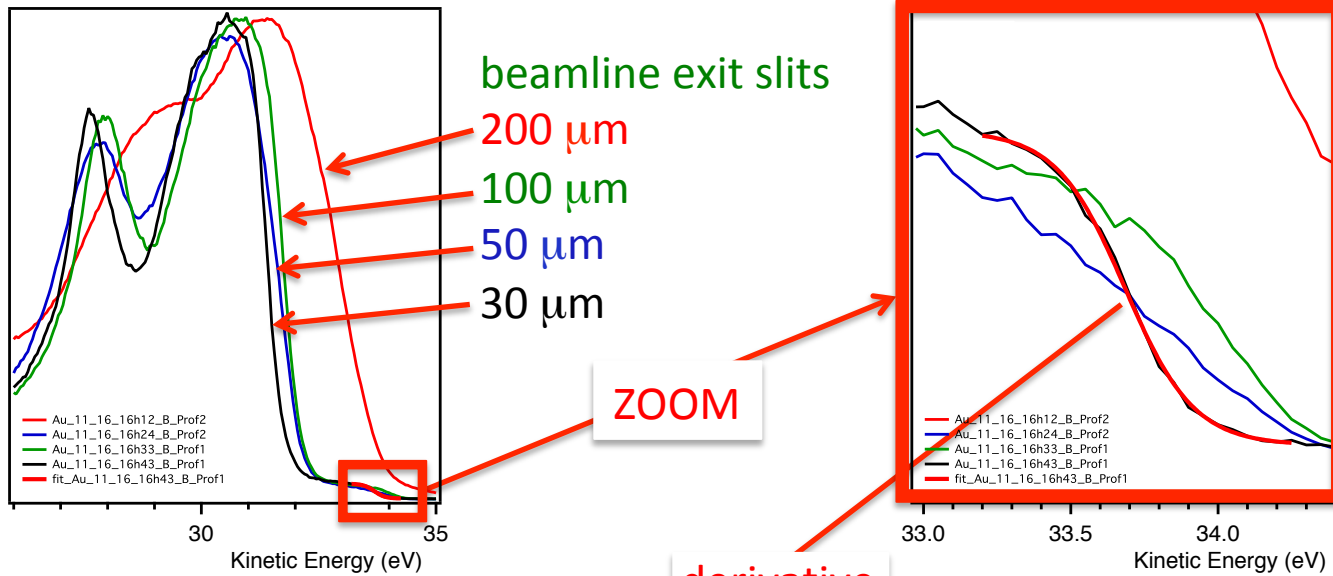 beamline exit slits
200 μm
100 μm
50 μm
30 μm
ZOOM
Au_11_16_16h12_B_Prof2
Au_11_16_16h24_B_Prof2
Au_11_16_16h33_B_Prof1
Au_11_16_16h43_B_Prof1
fit_Au_11_16_16h43_B_Prof1
30
35
Kinetic Energy (eV)
Au_11_16_16h12_B_Prof2
Au_11_16_16h24_B_Prof2
Au_11_16_16h33_B_Prof1
Au_11_16_16h43_B_Prof1
fit_Au_11_16_16h43_B_Prof1
33.0
33.5
34.0
Kinetic Energy (eV)
derivative